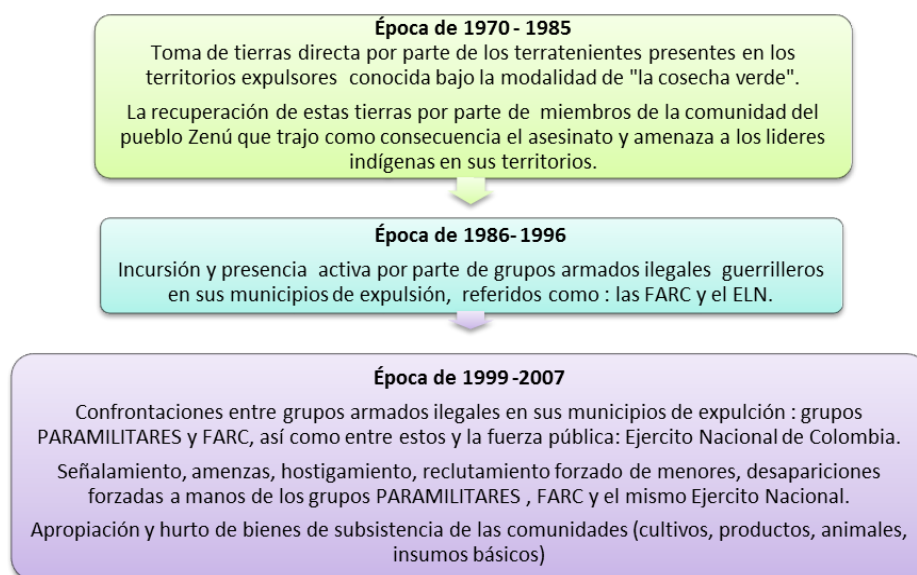 Época de 1970 - 1985
Toma de tierras directa por parte de los terratenientes presentes en los
territorios expulsores conocida bajo la modalidad de "la cosecha verde".
La recuperación de estas tierras por parte de miembros de la comunidad del
pueblo Zenú que trajo como consecuencia el asesinato y amenaza a los lideres
indígenas en sus territorios.
Época de 1986- 1996
Incursión y presencia activa por parte de grupos armados ilegales guerrilleros
en sus municipios de expulsión, referidos como : las FARC y el ELN.
Época de 1999 -2007
Confrontaciones entre grupos armados ilegales en sus municipios de expulción : grupos
PARAMILITARES y FARC, así como entre estos y la fuerza pública: Ejercito Nacional de Colombia.
Señalamiento, amenzas, hostigamiento, reclutamiento forzado de menores, desapariciones
forzadas a manos de los grupos PARAMILITARES , FARC y el mismo Ejercito Nacional.
Apropiación y hurto de bienes de subsistencia de las comunidades (cultivos, productos, animales,
insumos básicos)